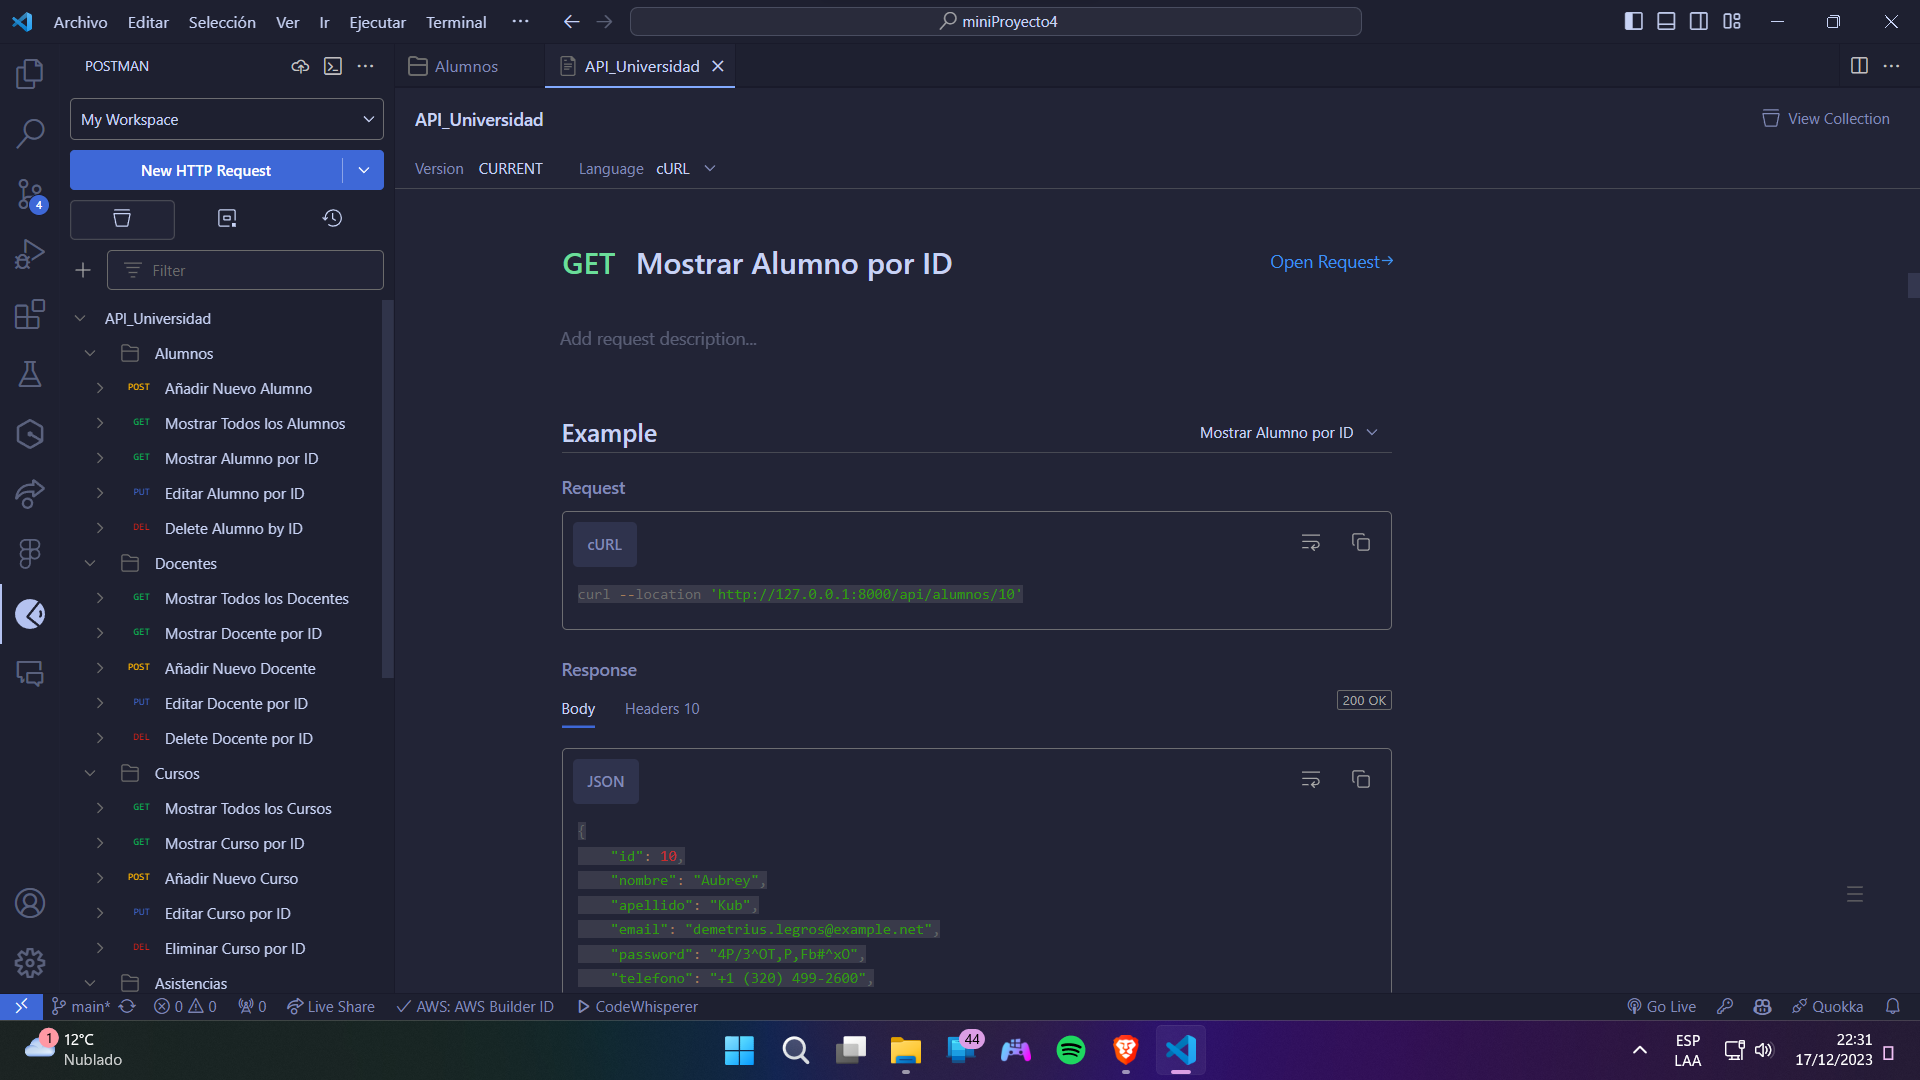 Archivo Editar Selección Ver Ir Ejecutar Terminal ··· miniProyecto4
POSTMAN
Alumnos
API_Universidad
My Workspace
API_Universidad
View Collection
New HTTP Request
Version CURRENT Language cURL
4
Filter
GET Mostrar Alumno por ID
Open Request→
API_Universidad
Alumnos
POST Añadir Nuevo Alumno
GET Mostrar Todos los Alumnos
GET Mostrar Alumno por ID
PUT Editar Alumno por ID
DEL Delete Alumno by ID
Docentes
GET Mostrar Todos los Docentes
GET Mostrar Docente por ID
POST Añadir Nuevo Docente
PUT Editar Docente por ID
DEL Delete Docente por ID
Cursos
GET Mostrar Todos los Cursos
GET Mostrar Curso por ID
POST Añadir Nuevo Curso
PUT Editar Curso por ID
DEL Eliminar Curso por ID
Asistencias
Add request description...
Example
Mostrar Alumno por ID
Request
cURL
curl --location 'http://127.0.0.1:8000/api/alumnos/10'
Response
Body Headers 10
200 OK
JSON
{
"id": 10,
"nombre": "Aubrey",
"apellido": "Kub",
"email": "demetrius.legros@example.net",
"password": "4P/3^OT,P,Fb#^xO",
"telefono": "+1 (320) 499-2600",
main* 0 0 0 Live Share AWS: AWS Builder ID CodeWhisperer
Go Live Quokka
1
12°C
Nublado
44
ESP
LAA
22:31
17/12/2023